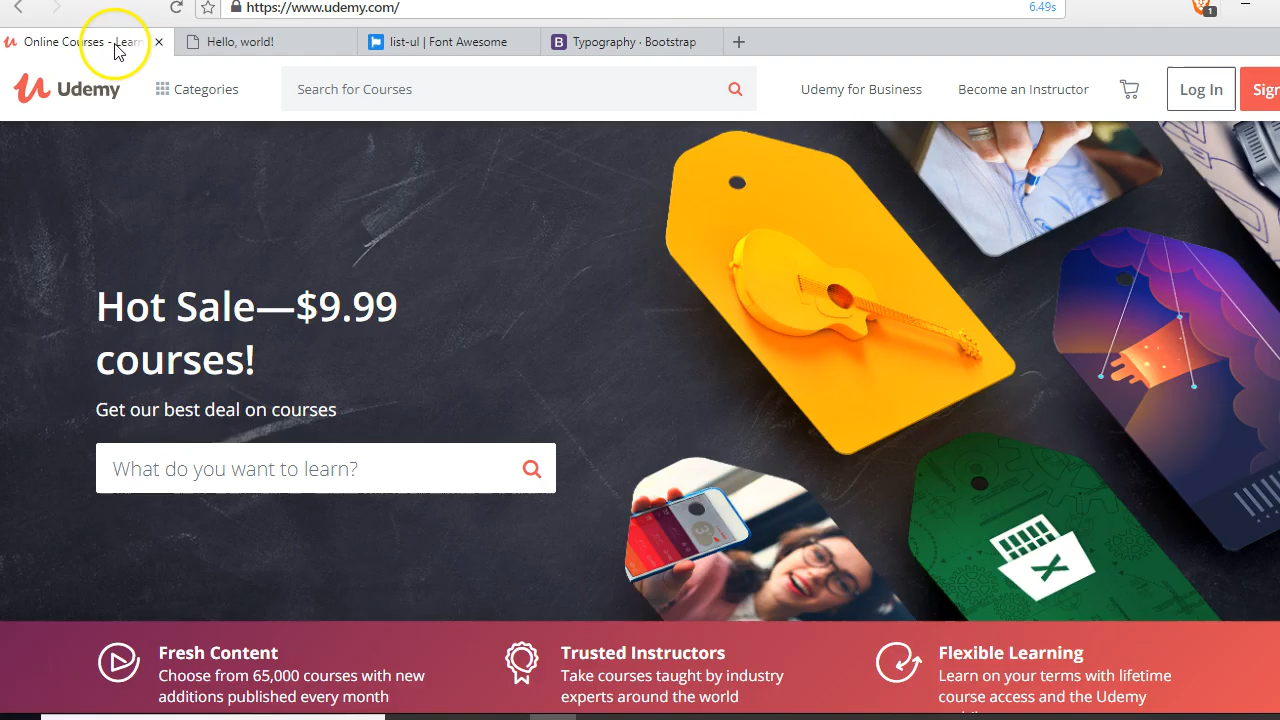 https://www.udemy.com/
6.49s
1
Online Courses - Learn
Hello, world!
list-ul | Font Awesome
B Typography · Bootstrap
Udemy
Categories
Search for Courses
Udemy for Business
Become an Instructor
Log In
Sign
Hot Sale—$9.99
courses!
Get our best deal on courses
What do you want to learn?
X
Fresh Content
Choose from 65,000 courses with new
additions published every month
Trusted Instructors
Take courses taught by industry
experts around the world
Flexible Learning
Learn on your terms with lifetime
course access and the Udemy